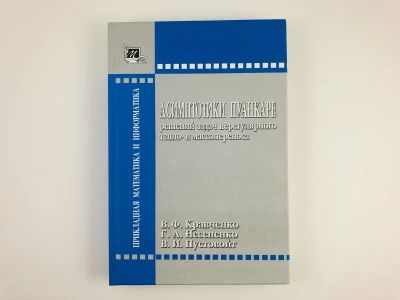 ПРИКЛАДНАЯ МАТЕМАТИКА И ИНФОРМАТИКА
АСИМПТОТИКИ ПУАНКАРЕ
решений задач нерегулярного
тепло- и массопереноса
В. Ф. Кравченко
Г. А. Несененко
В. И. Пустовойт